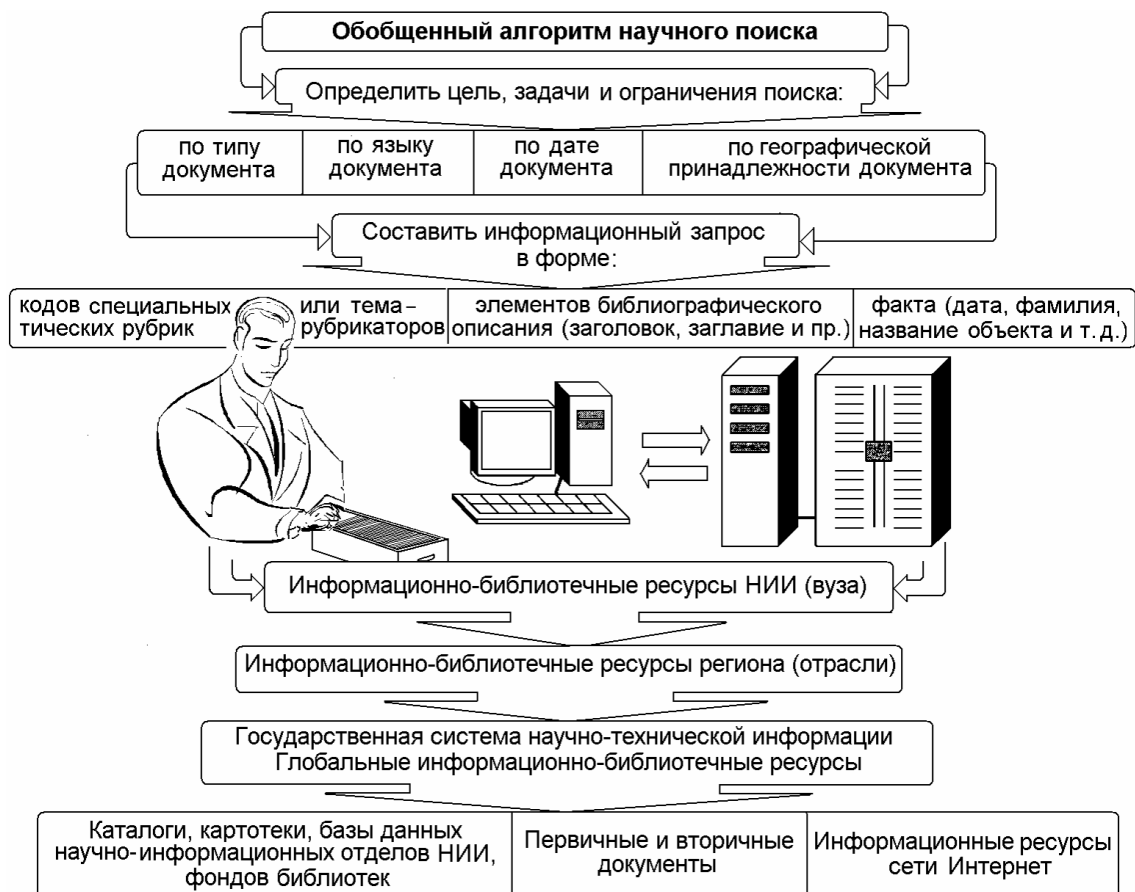 Обобщенный алгоритм научного поиска
Определить цель, задачи и ограничения поиска:
по типу
документа
по языку
документа
по дате
документа
по географической
принадлежности документа
Составить информационный запрос
в форме:
кодов специальных или тема-
тических рубрик рубрикаторов
элементов библиографического
описания (заголовок, заглавие и пр.)
факта (дата, фамилия,
название объекта и т. д.)
Информационно-библиотечные ресурсы НИИ (вуза)
Информационно-библиотечные ресурсы региона (отрасли)
Государственная система научно-технической информации
Глобальные информационно-библиотечные ресурсы
Каталоги, картотеки, базы данных
научно-информационных отделов НИИ,
фондов библиотек
Первичные и вторичные
документы
Информационные ресурсы
сети Интернет